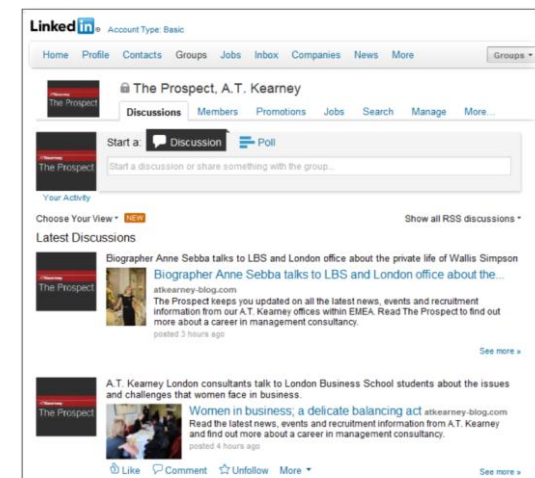 Linked in Account Type: Basic
Home Profile Contacts Groups Jobs Inbox Companies News More Groups
The Prospect The Prospect, A.T. Kearney
Discussions Members Promotions Jobs Search Manage More...
The Prospect
Your Activity
Start a: Discussion Poll
Start a discussion or share something with the group...
Choose Your View NEW Show all RSS discussions
Latest Discussions
The Prospect
Biographer Anne Sebba talks to LBS and London office about the private life of Wallis Simpson
Biographer Anne Sebba talks to LBS and London office about the...
atkearney-blog.com
The Prospect keeps you updated on all the latest news, events and recruitment
information from our A.T. Kearney offices within EMEA. Read The Prospect to find out
more about a career in management consultancy.
posted 3 hours ago
See more »
The Prospect
A.T. Kearney London consultants talk to London Business School students about the issues
and challenges that women face in business.
Women in business; a delicate balancing act atkearney-blog.com
Read the latest news, events and recruitment information from A.T. Kearney
and find out more about a career in management consultancy.
posted 4 hours ago
Like Comment Unfollow More
See more »